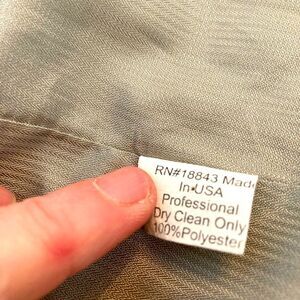 RN#18843 Made
In USA
Professional
Dry Clean Only
100%Polyester